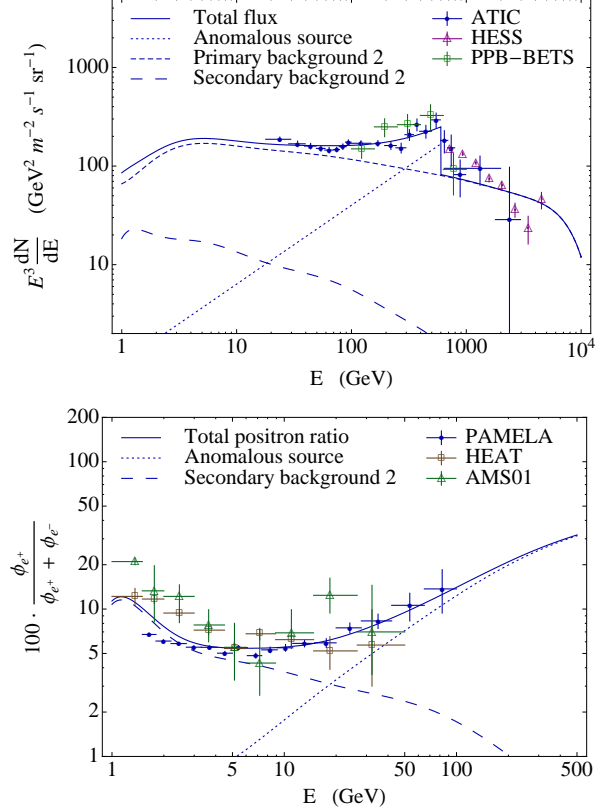 Total flux
Anomalous source
Primary background 2
Secondary background 2
ATIC
HESS
PPB−BETS
1000
100
10
E³ dN/dE (GeV² m⁻² s⁻¹ sr⁻¹)
1 10 100 1000 10⁴
E (GeV)
Total positron ratio
Anomalous source
Secondary background 2
PAMELA
HEAT
AMS01
200
100
50
20
10
5
2
1
100 · ϕe⁺ / ϕe⁺ + ϕe⁻
1 5 10 50 100 500
E (GeV)